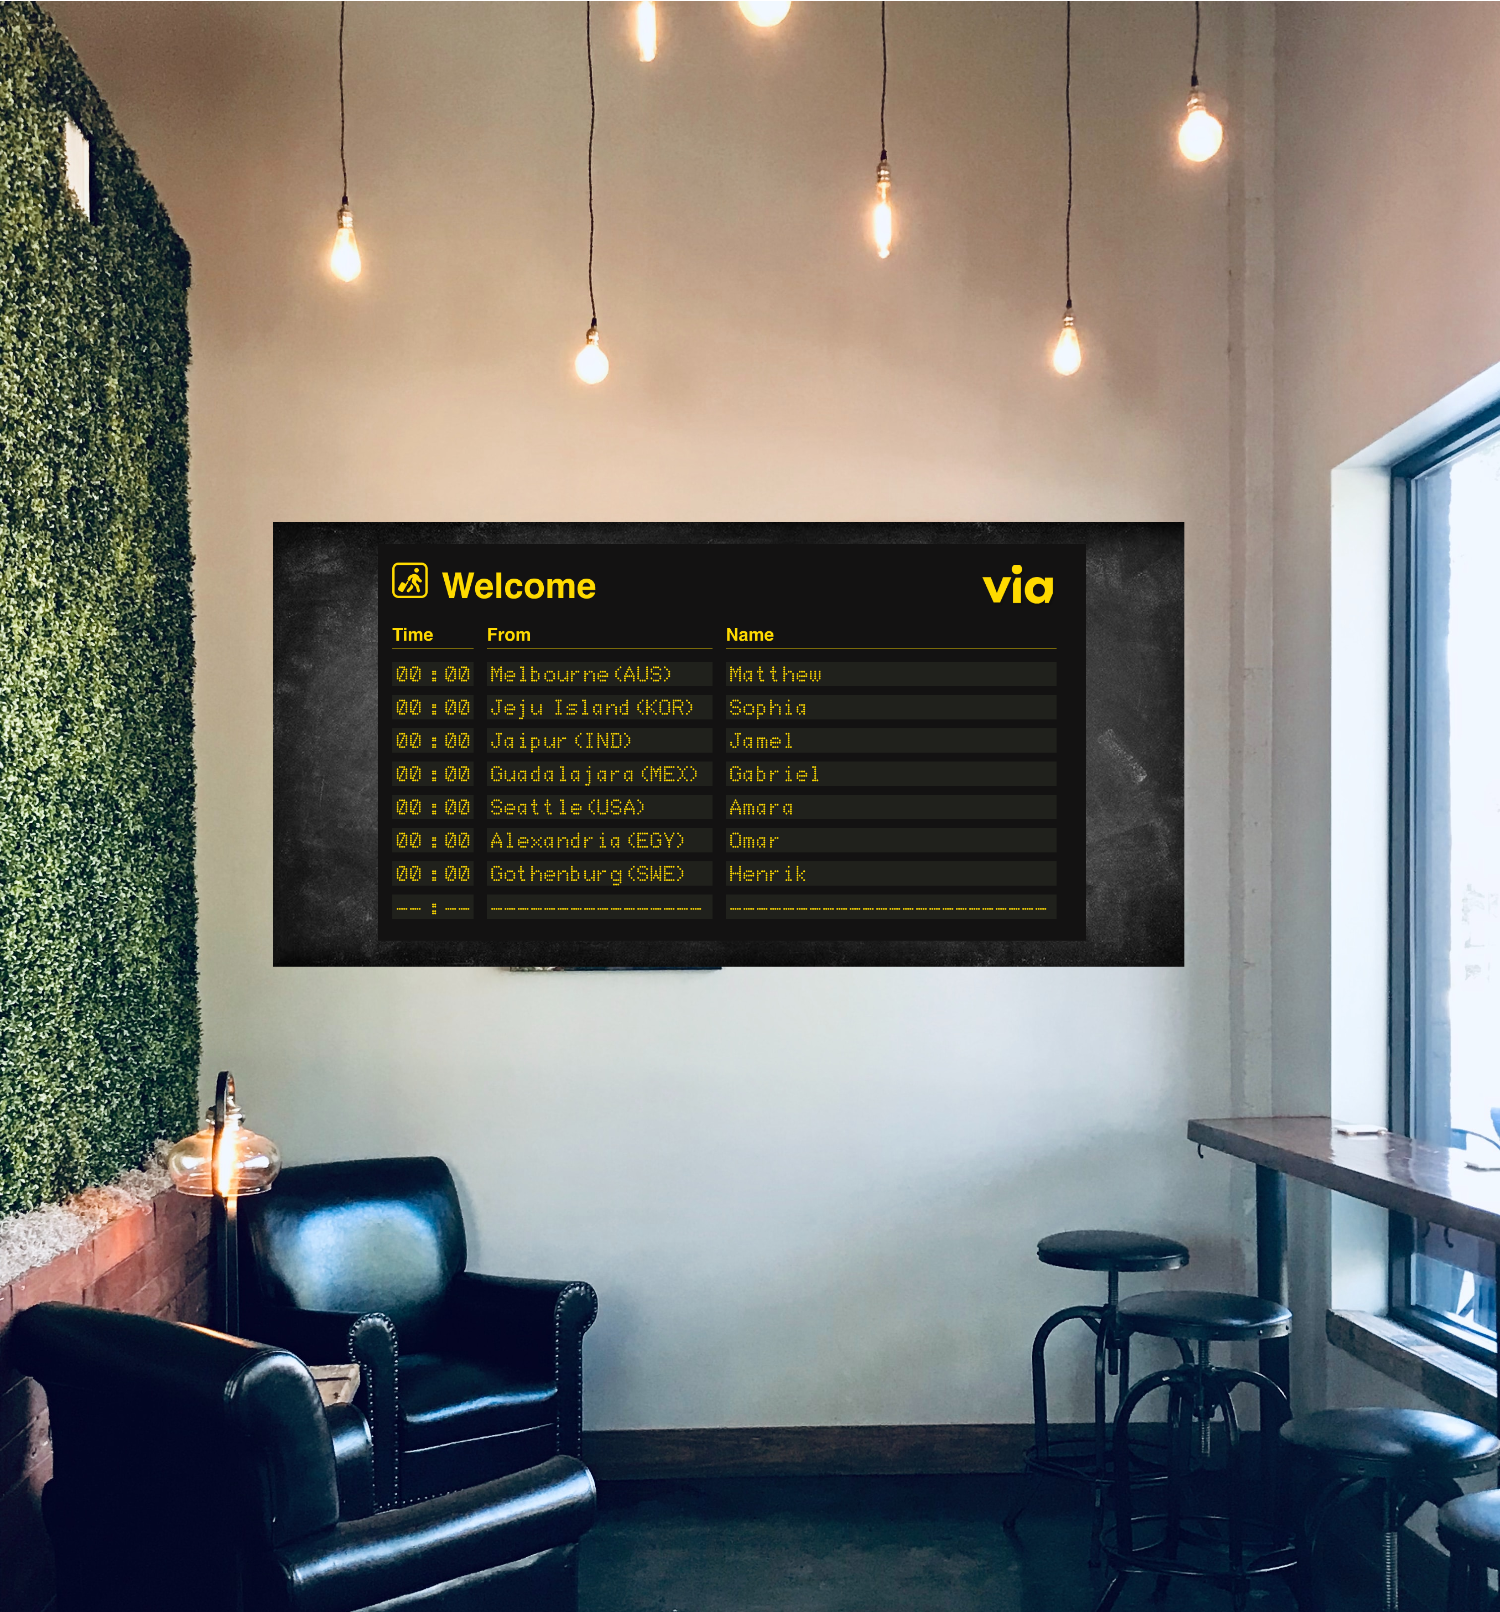 Welcome
via
Time From Name
00:00 Melbourne(AUS) Matthew
00:00 Jeju Island(KOR) Sophia
00:00 Jaipur(IND) Jamel
00:00 Guadalajara(MEX) Gabriel
00:00 Seattle(USA) Amara
00:00 Alexandria(EGY) Omar
00:00 Gothenburg(SWE) Henrik
--:-- ---------------- ------------------------